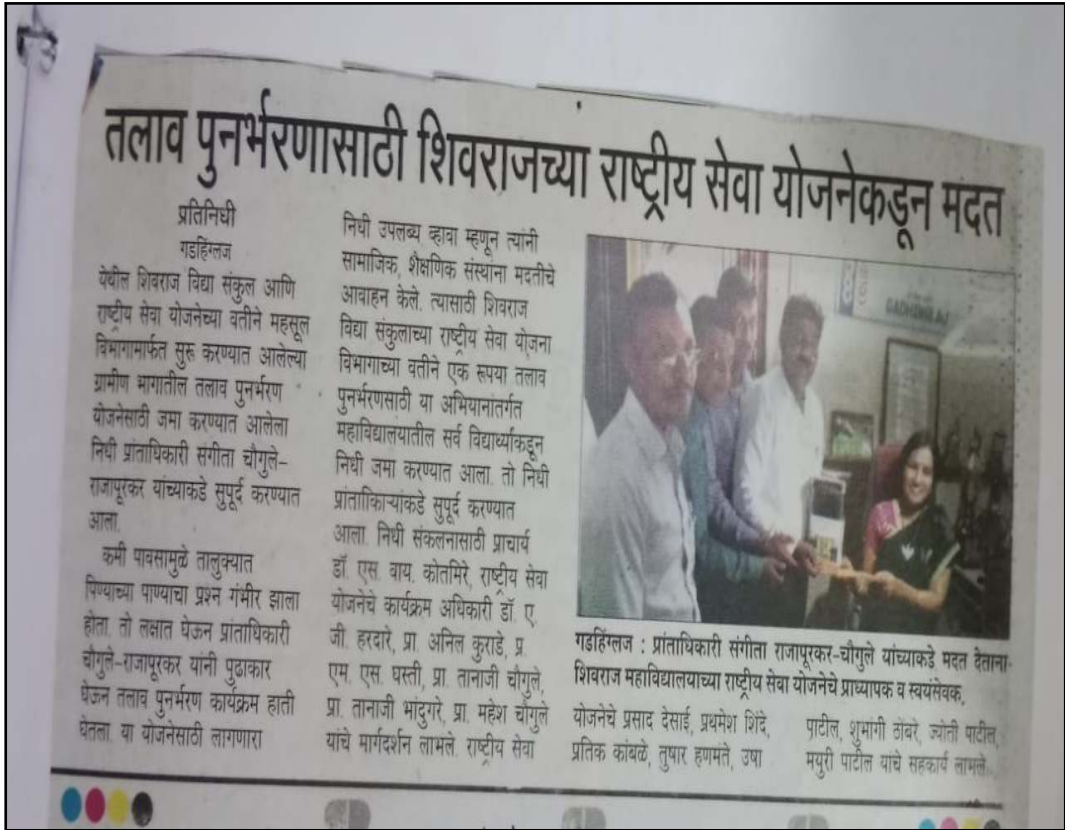 तलाव पुनर्भरणासाठी शिवराजच्या राष्ट्रीय सेवा योजनेकडून मदत
प्रतिनिधी
गडहिंग्लज
येथील शिवराज विद्या संकुल आणि
राष्ट्रीय सेवा योजनेच्या वतीने महसूल
विभागामार्फत सुरू करण्यात आलेल्या
ग्रामीण भागातील तलाव पुनर्भरण
योजनेसाठी जमा करण्यात आलेला
निधी प्रांताधिकारी संगीता चौगुले–
राजापूरकर यांच्याकडे सुपूर्द करण्यात
आला.
कमी पावसामुळे तालुक्यात
पिण्याच्या पाण्याचा प्रश्न गंभीर झाला
होता. तो लक्षात घेऊन प्रांताधिकारी
चौगुले–राजापूरकर यांनी पुढाकार
घेऊन तलाव पुनर्भरण कार्यक्रम हाती
घेतला. या योजनेसाठी लागणारा
निधी उपलब्ध व्हावा म्हणून त्यांनी
सामाजिक, शैक्षणिक संस्थांना मदतीचे
आवाहन केले. त्यासाठी शिवराज
विद्या संकुलाच्या राष्ट्रीय सेवा योजना
विभागाच्या वतीने एक रूपया तलाव
पुनर्भरणसाठी या अभियानांतर्गत
महाविद्यालयातील सर्व विद्यार्थ्यांकडून
निधी जमा करण्यात आला. तो निधी
प्रांताकिाऱ्यांकडे सुपूर्द करण्यात
आला. निधी संकलनासाठी प्राचार्य
डॉ. एस. वाय. कोतमिरे, राष्ट्रीय सेवा
योजनेचे कार्यक्रम अधिकारी डॉ. ए.
जी. हरदारे, प्रा. अनिल कुराडे, प्र.
एम. एस. घस्ती, प्रा. तानाजी चौगुले,
प्रा. तानाजी भांदुगरे, प्रा. महेश चौगुले
यांचे मार्गदर्शन लाभले. राष्ट्रीय सेवा
GADHINGLAJ
गडहिंग्लज : प्रांताधिकारी संगीता राजापूरकर–चौगुले यांच्याकडे मदत देताना
शिवराज महाविद्यालयाच्या राष्ट्रीय सेवा योजनेचे प्राध्यापक व स्वयंसेवक.
योजनेचे प्रसाद देसाई, प्रथमेश शिंदे,
प्रतिक कांबळे, तुषार हणमंते, उषा
पाटील, शुभांगी ठोंबरे, ज्योती पाटील,
मयुरी पाटील यांचे सहकार्य लाभले.